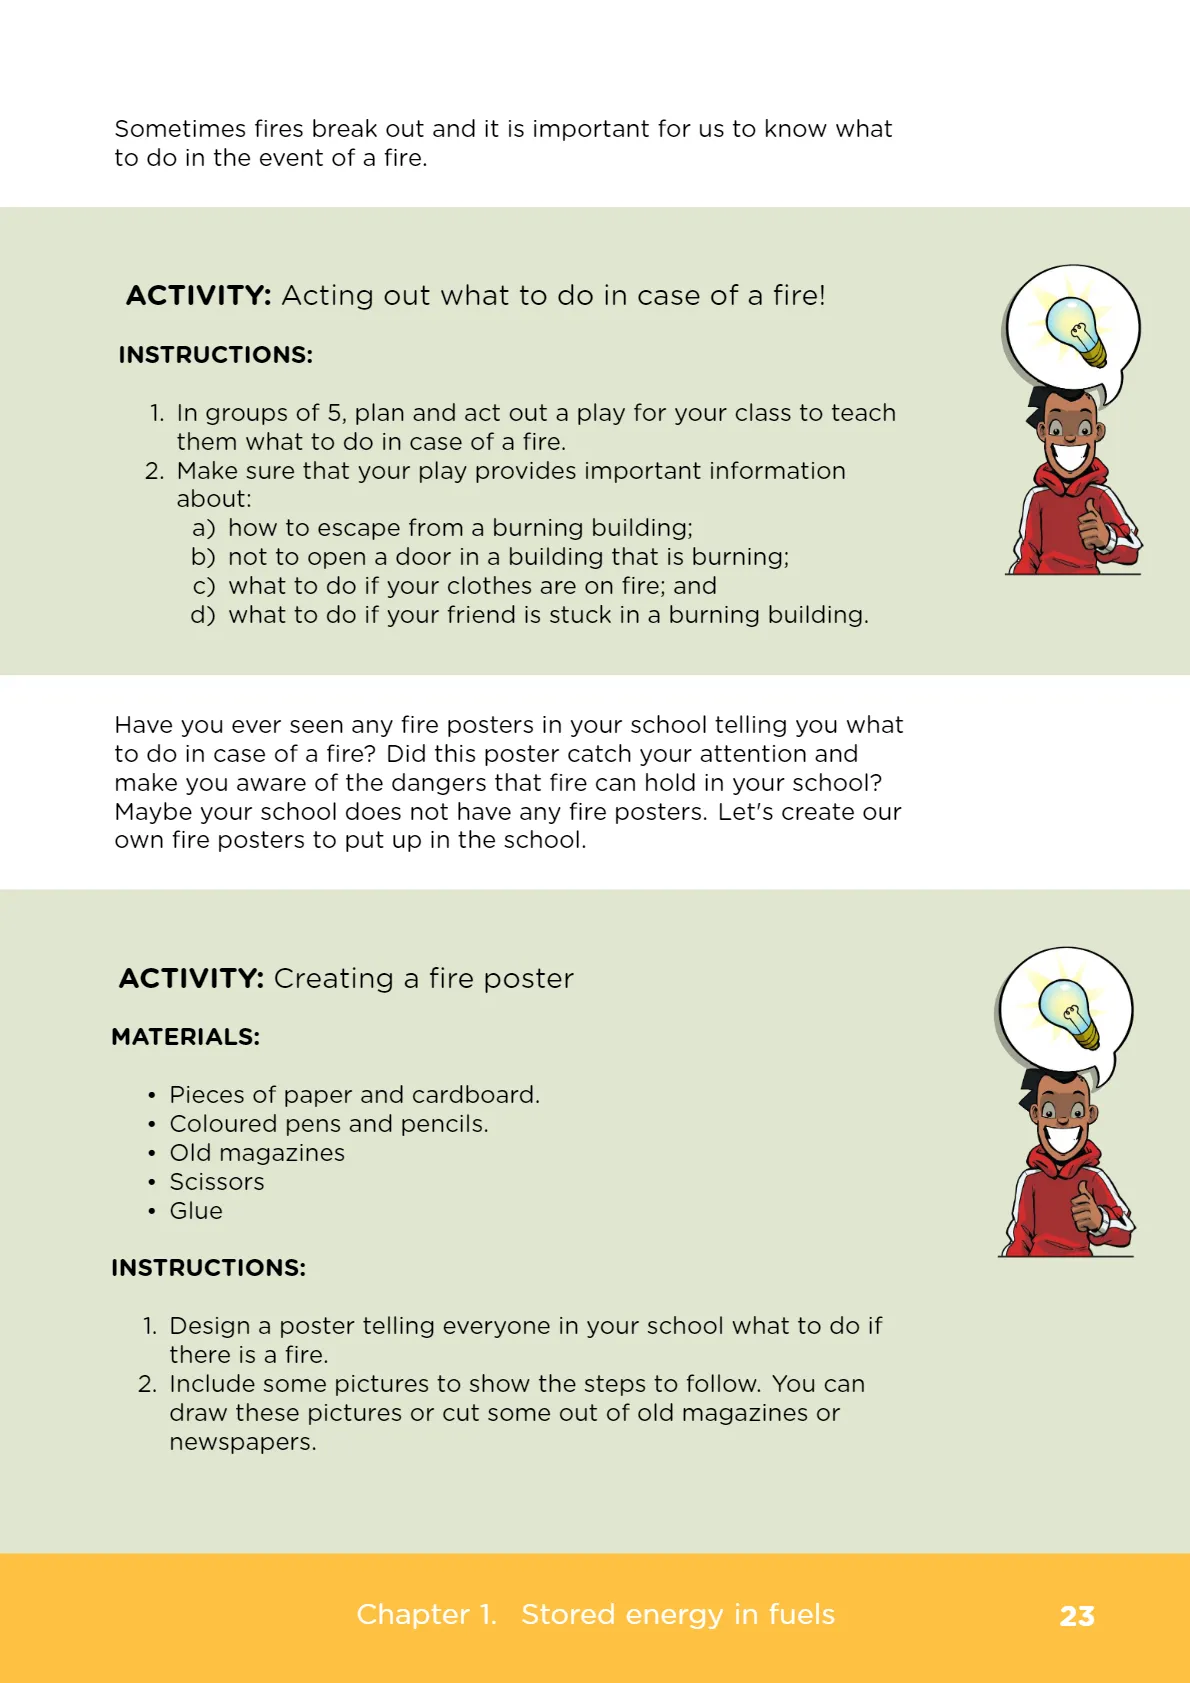 Sometimes fires break out and it is important for us to know what
to do in the event of a fire.
ACTIVITY: Acting out what to do in case of a fire!
INSTRUCTIONS:
1. In groups of 5, plan and act out a play for your class to teach
them what to do in case of a fire.
2. Make sure that your play provides important information
about:
a) how to escape from a burning building;
b) not to open a door in a building that is burning;
c) what to do if your clothes are on fire; and
d) what to do if your friend is stuck in a burning building.
Have you ever seen any fire posters in your school telling you what
to do in case of a fire? Did this poster catch your attention and
make you aware of the dangers that fire can hold in your school?
Maybe your school does not have any fire posters. Let's create our
own fire posters to put up in the school.
ACTIVITY: Creating a fire poster
MATERIALS:
• Pieces of paper and cardboard.
• Coloured pens and pencils.
• Old magazines
• Scissors
• Glue
INSTRUCTIONS:
1. Design a poster telling everyone in your school what to do if
there is a fire.
2. Include some pictures to show the steps to follow. You can
draw these pictures or cut some out of old magazines or
newspapers.
Chapter 1. Stored energy in fuels 23